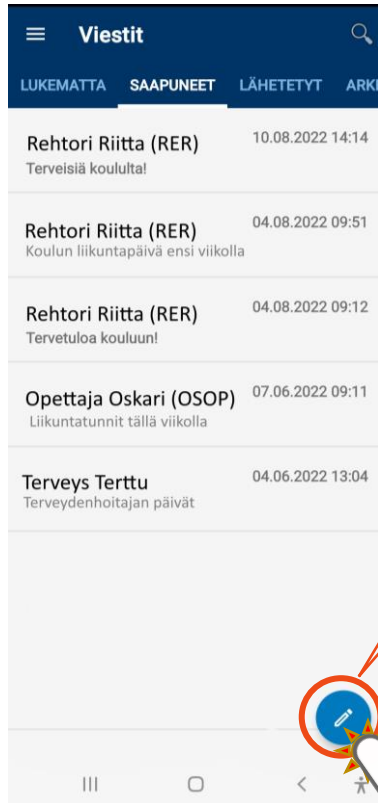 Viestit
LUKEMATTA SAAPUNEET LÄHETETYT ARKI
Rehtori Riitta (RER) 10.08.2022 14:14
Terveisiä koululta!
Rehtori Riitta (RER) 04.08.2022 09:51
Koulun liikuntapäivä ensi viikolla
Rehtori Riitta (RER) 04.08.2022 09:12
Tervetuloa kouluun!
Opettaja Oskari (OSOP) 07.06.2022 09:11
Liikuntatunnit tällä viikolla
Terveys Terttu 04.06.2022 13:04
Terveydenhoitajan päivät